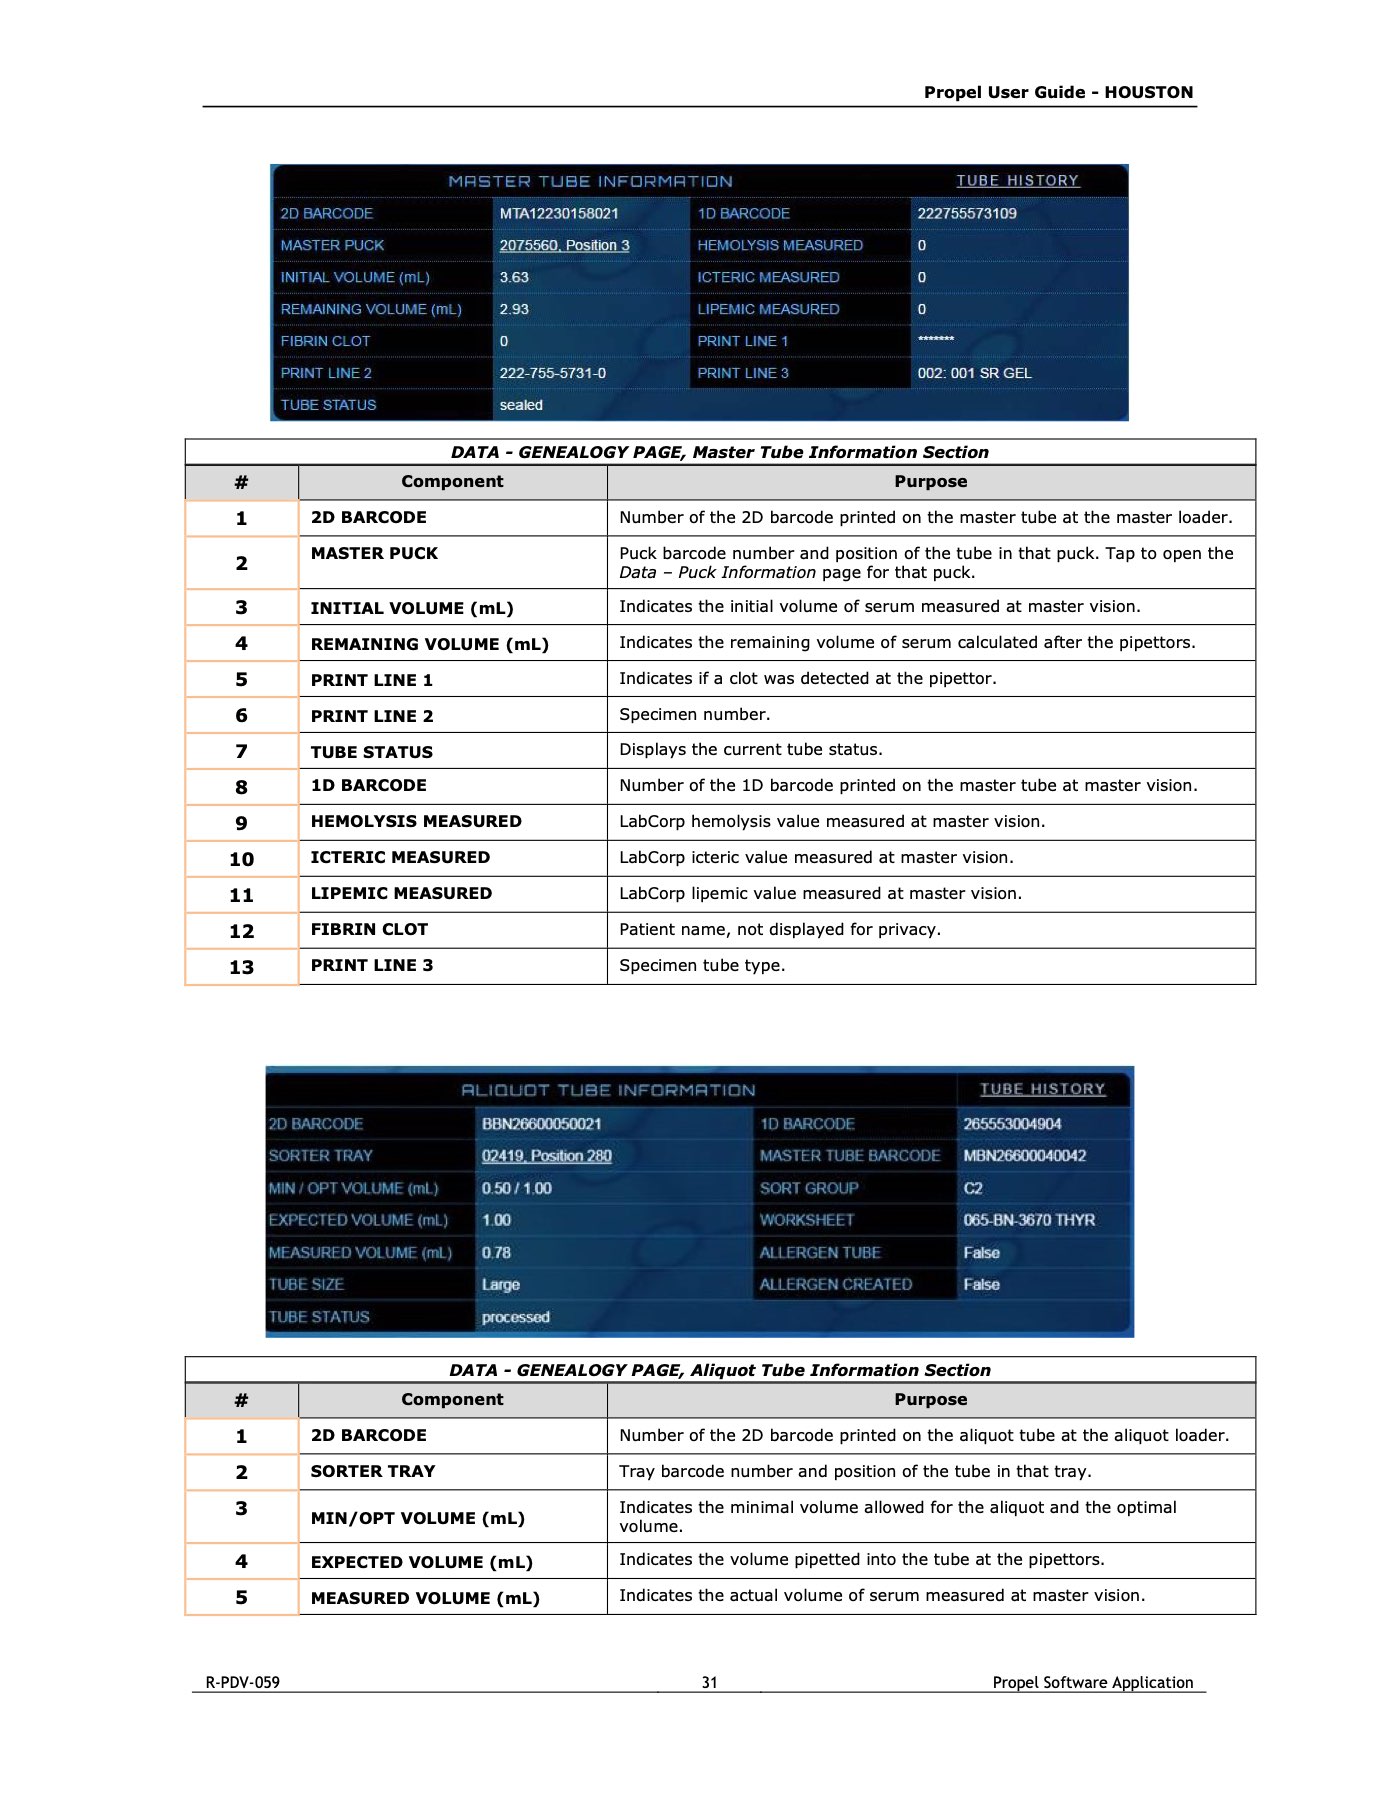 Propel User Guide - HOUSTON
MASTER TUBE INFORMATION TUBE HISTORY
2D BARCODE MTA12230158021 1D BARCODE 222755573109
MASTER PUCK 2075560, Position 3 HEMOLYSIS MEASURED 0
INITIAL VOLUME (mL) 3.63 ICTERIC MEASURED 0
REMAINING VOLUME (mL) 2.93 LIPEMIC MEASURED 0
FIBRIN CLOT 0 PRINT LINE 1 *******
PRINT LINE 2 222-755-5731-0 PRINT LINE 3 002: 001 SR GEL
TUBE STATUS sealed
DATA - GENEALOGY PAGE, Master Tube Information Section
# Component Purpose
1 2D BARCODE Number of the 2D barcode printed on the master tube at the master loader.
2 MASTER PUCK Puck barcode number and position of the tube in that puck. Tap to open the
Data – Puck Information page for that puck.
3 INITIAL VOLUME (mL) Indicates the initial volume of serum measured at master vision.
4 REMAINING VOLUME (mL) Indicates the remaining volume of serum calculated after the pipettors.
5 PRINT LINE 1 Indicates if a clot was detected at the pipettor.
6 PRINT LINE 2 Specimen number.
7 TUBE STATUS Displays the current tube status.
8 1D BARCODE Number of the 1D barcode printed on the master tube at master vision.
9 HEMOLYSIS MEASURED LabCorp hemolysis value measured at master vision.
10 ICTERIC MEASURED LabCorp icteric value measured at master vision.
11 LIPEMIC MEASURED LabCorp lipemic value measured at master vision.
12 FIBRIN CLOT Patient name, not displayed for privacy.
13 PRINT LINE 3 Specimen tube type.
ALIQUOT TUBE INFORMATION TUBE HISTORY
2D BARCODE BBN26600050021 1D BARCODE 265553004904
SORTER TRAY 02419, Position 280 MASTER TUBE BARCODE MBN26600040042
MIN / OPT VOLUME (mL) 0.50 / 1.00 SORT GROUP C2
EXPECTED VOLUME (mL) 1.00 WORKSHEET 065-BN-3670 THYR
MEASURED VOLUME (mL) 0.78 ALLERGEN TUBE False
TUBE SIZE Large ALLERGEN CREATED False
TUBE STATUS processed
DATA - GENEALOGY PAGE, Aliquot Tube Information Section
# Component Purpose
1 2D BARCODE Number of the 2D barcode printed on the aliquot tube at the aliquot loader.
2 SORTER TRAY Tray barcode number and position of the tube in that tray.
3 MIN/OPT VOLUME (mL) Indicates the minimal volume allowed for the aliquot and the optimal
volume.
4 EXPECTED VOLUME (mL) Indicates the volume pipetted into the tube at the pipettors.
5 MEASURED VOLUME (mL) Indicates the actual volume of serum measured at master vision.
R-PDV-059 31 Propel Software Application